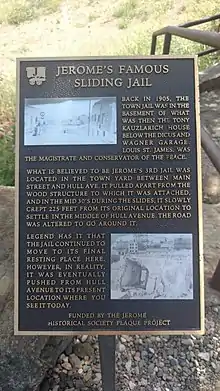 JEROME'S FAMOUS
SLIDING JAIL
BACK IN 1905, THE
TOWN JAIL WAS IN THE
BASEMENT OF WHAT
WAS THEN THE TONY
KAUZLARICH HOUSE
BELOW THE DICUS AND
WAGNER GARAGE.
LOUIS ST. JAMES, WAS
THE MAGISTRATE AND CONSERVATOR OF THE PEACE.
WHAT IS BELIEVED TO BE JEROME'S 3RD JAIL WAS
LOCATED IN THE TOWN YARD BETWEEN MAIN
STREET AND HULL AVE. IT PULLED APART FROM THE
WOOD STRUCTURE TO WHICH IT WAS ATTACHED,
AND IN THE MID 30'S DURING THE SLIDES, IT SLOWLY
CREPT 225 FEET FROM ITS ORIGINAL LOCATION TO
SETTLE IN THE MIDDLE OF HULL AVENUE. THE ROAD
WAS ALTERED TO GO AROUND IT.
LEGEND HAS IT THAT
THE JAIL CONTINUED TO
MOVE TO ITS FINAL
RESTING PLACE HERE.
HOWEVER, IN REALITY,
IT WAS EVENTUALLY
PUSHED FROM HULL
AVENUE TO ITS PRESENT
LOCATION WHERE YOU
SEE IT TODAY.
FUNDED BY THE JEROME
HISTORICAL SOCIETY PLAQUE PROJECT